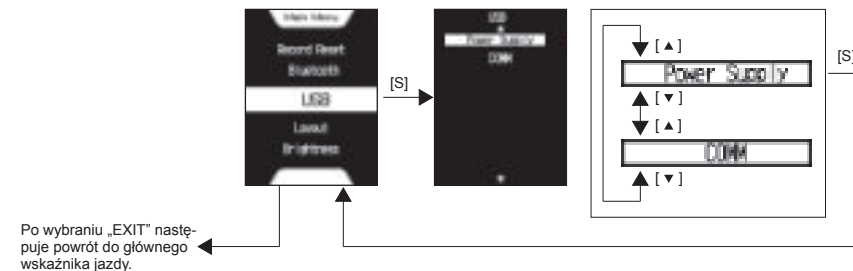 Main Menu
Record Reset
Bluetooth
USB
Layout
Brightness
[S]
USB
Power Supply
COMM
[▲]
Power Supply
[▼]
[▲]
COMM
[▼]
[S]
Po wybraniu „EXIT” nastę-
puje powrót do głównego
wskaźnika jazdy.